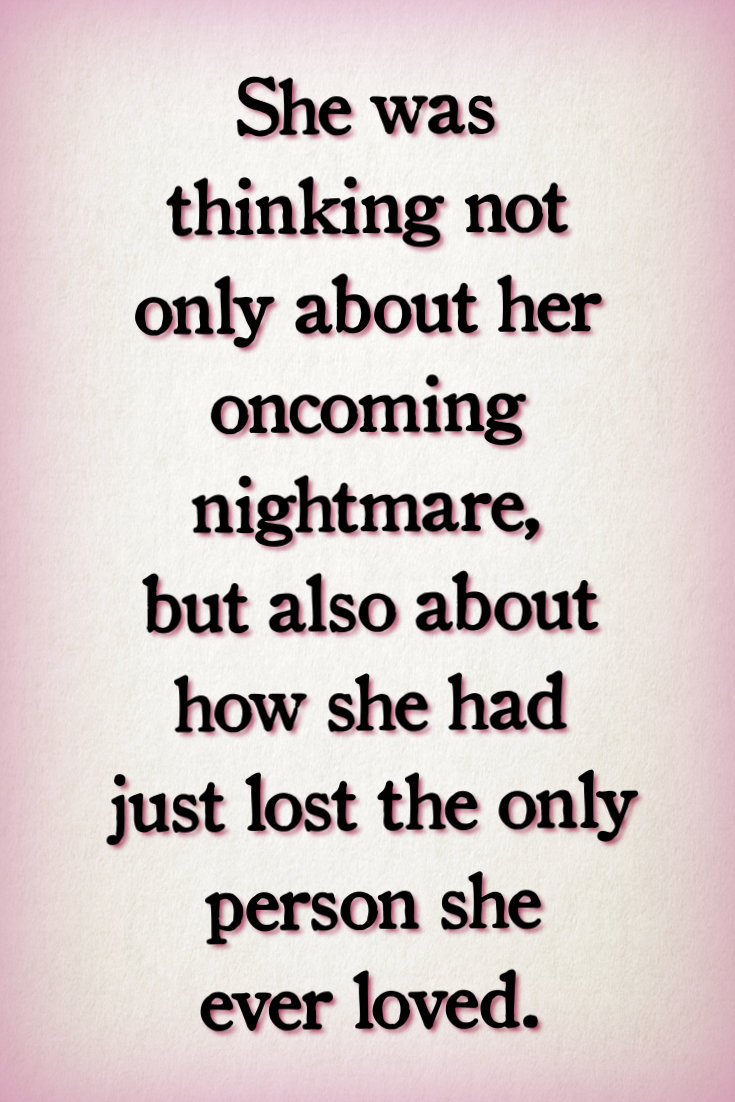 She was
thinking not
only about her
oncoming
nightmare,
but also about
how she had
just lost the only
person she
ever loved.